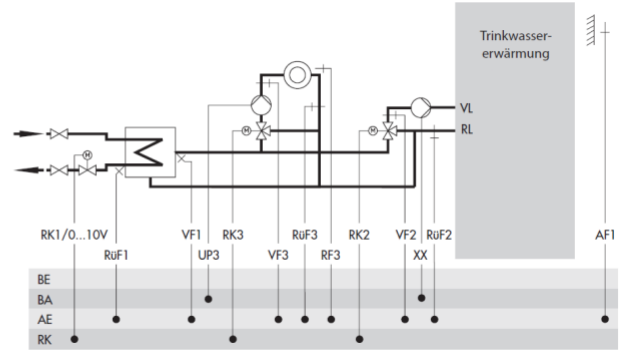 Trinkwasser-
erwärmung
M
M
VL
RL
M
RK1/0...10V
VF1
RK3
RüF3
RK2
VF2
RüF2
AF1
RüF1
UP3
VF3
RF3
XX
BE
BA
AE
RK